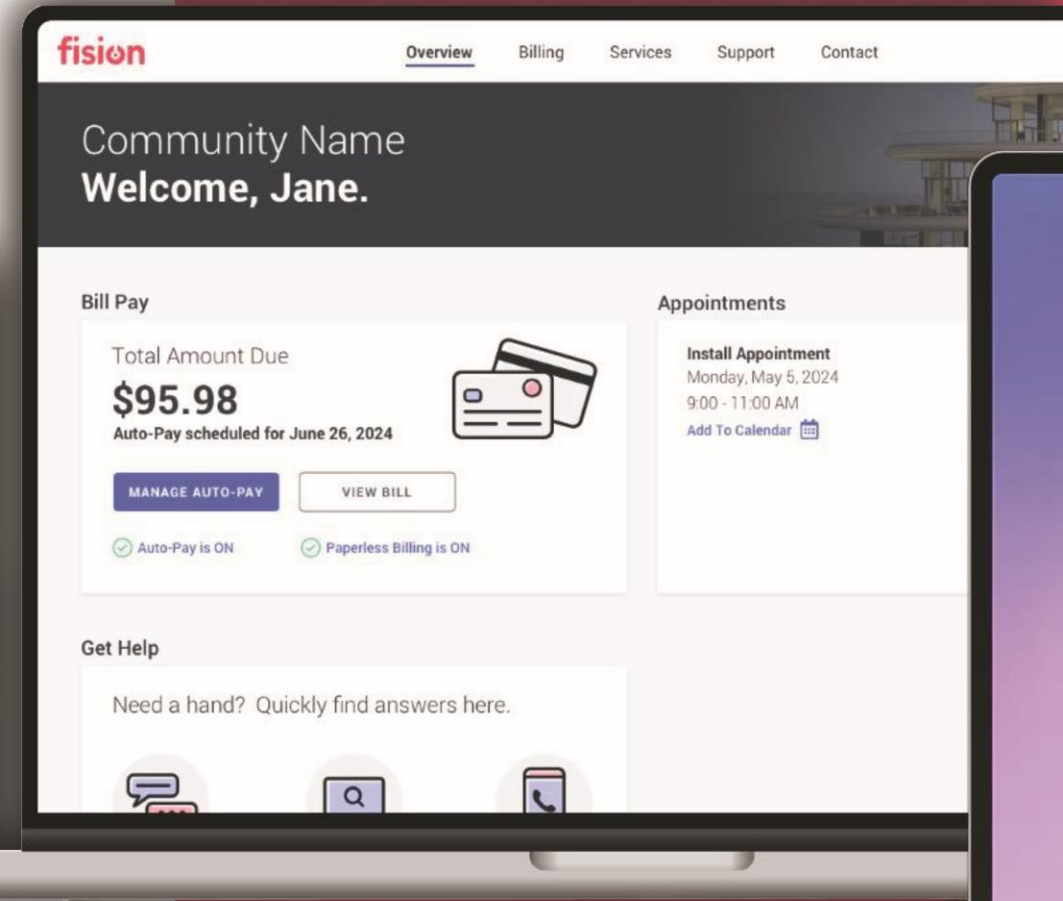 fision
Overview Billing Services Support Contact
Community Name
Welcome, Jane.
Bill Pay
Total Amount Due
$95.98
Auto-Pay scheduled for June 26, 2024
MANAGE AUTO-PAY VIEW BILL
Auto-Pay is ON Paperless Billing is ON
Appointments
Install Appointment
Monday, May 5, 2024
9:00 - 11:00 AM
Add To Calendar
Get Help
Need a hand? Quickly find answers here.